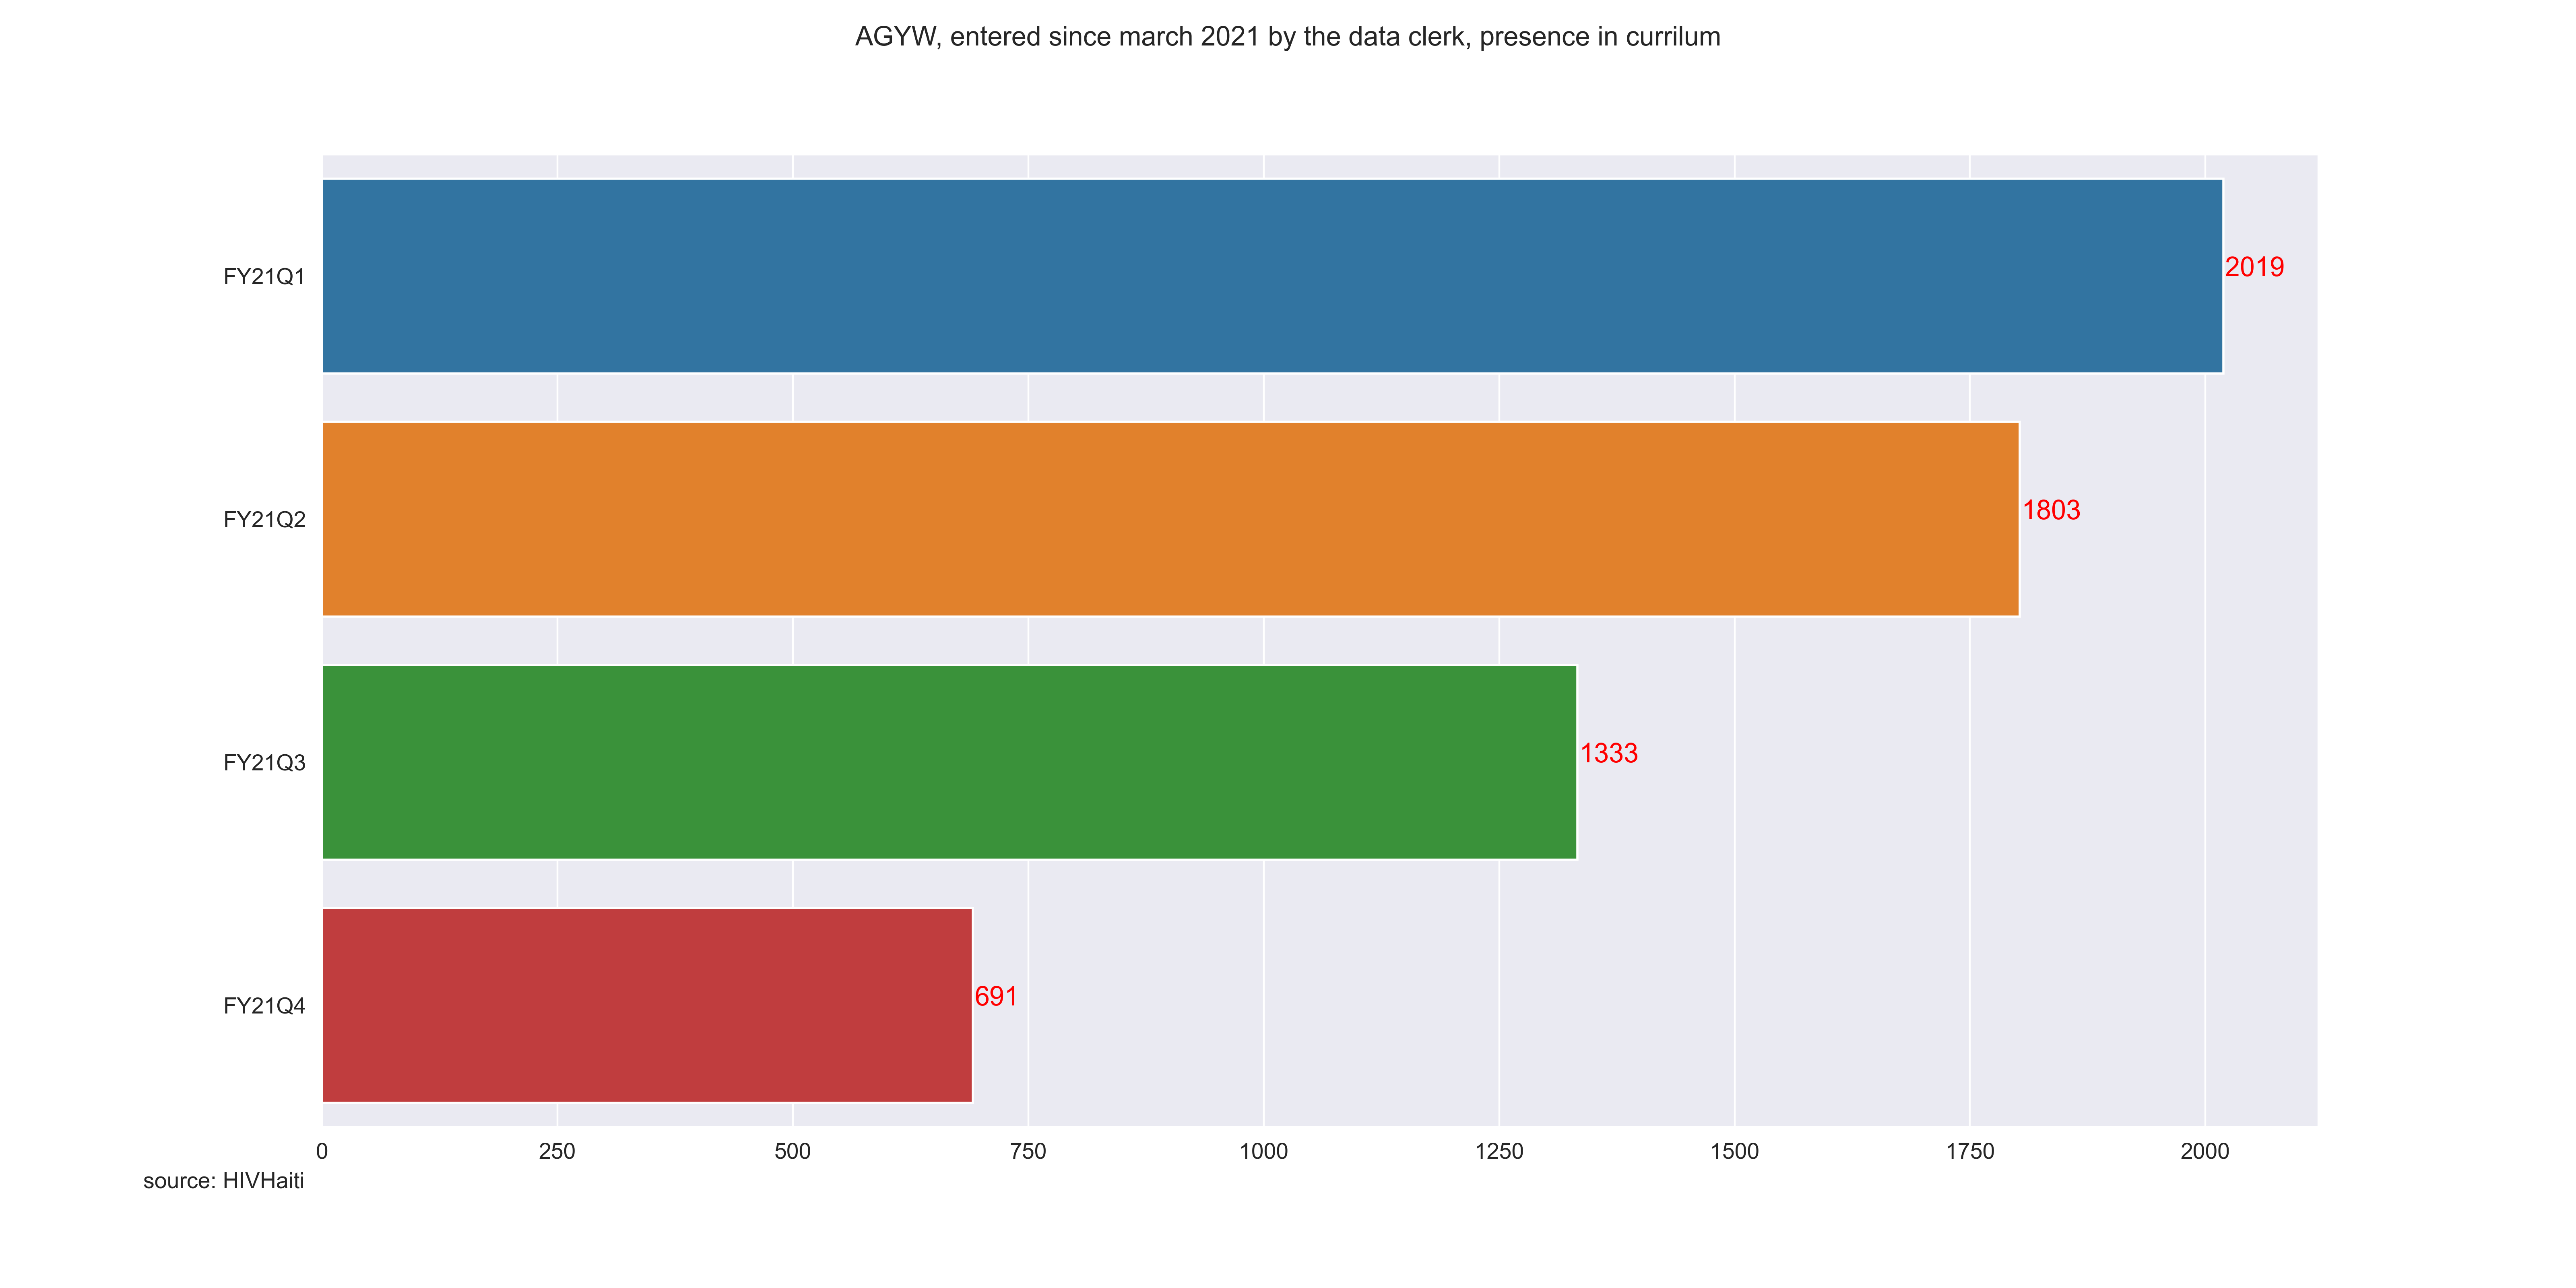 AGYW, entered since march 2021 by the data clerk, presence in currilum
FY21Q1
2019
FY21Q2
1803
FY21Q3
1333
FY21Q4
691
0 250 500 750 1000 1250 1500 1750 2000
source: HIVHaiti